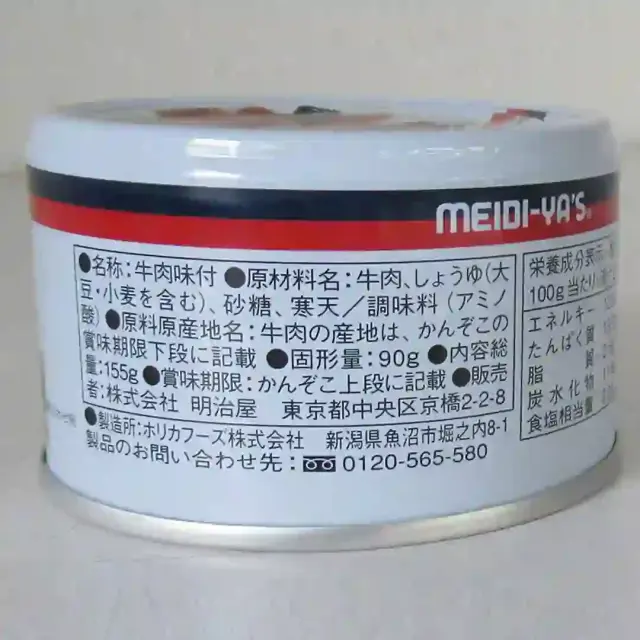 MEIDI-YA'S®
●名称:牛肉味付 ●原材料名:牛肉、しょうゆ(大
豆・小麦を含む)、砂糖、寒天/調味料(アミノ
酸) ●原料原産地名:牛肉の産地は、かんぞこの
賞味期限下段に記載 ●固形量:90g ●内容総
量:155g ●賞味期限:かんぞこ上段に記載 ●販売
者:株式会社 明治屋 東京都中央区京橋2-2-8
●製造所:ホリカフーズ株式会社 新潟県魚沼市堀之内8-1
製品のお問い合わせ先: 0120-565-580
栄養成分表示
100g当たり
エネルギー
たんぱく質
脂質
炭水化物
食塩相当量